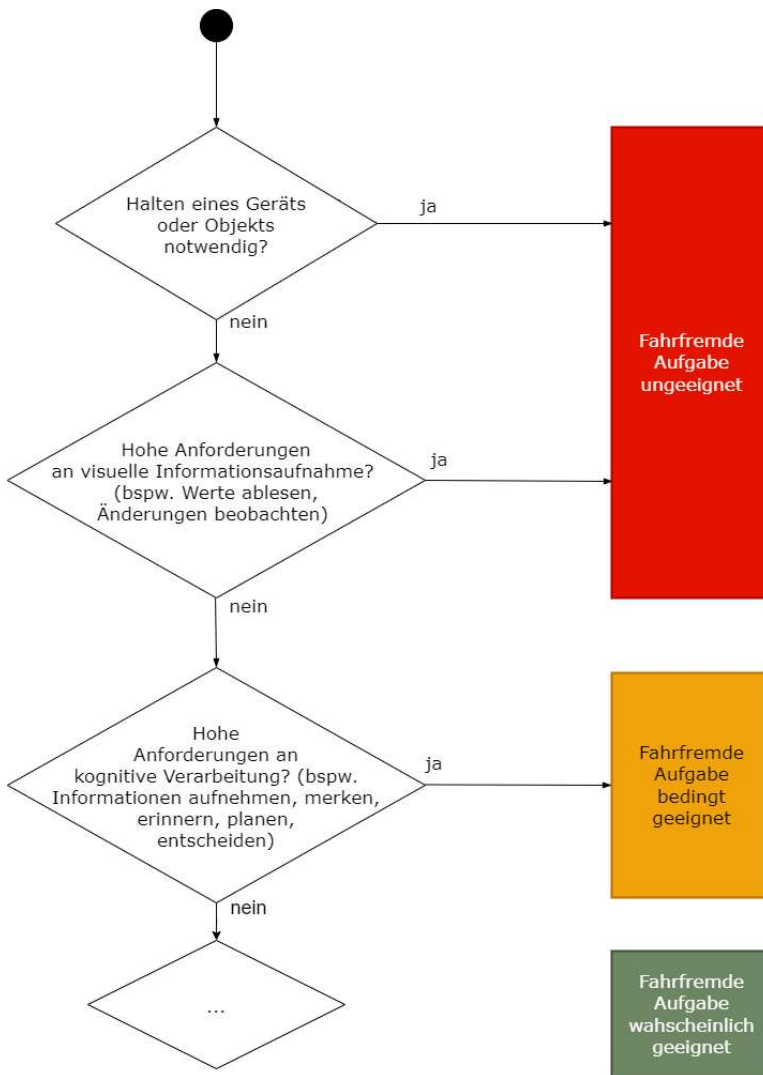 Halten eines Geräts
oder Objekts
notwendig?
ja
nein
Fahrfremde
Aufgabe
ungeeignet
Hohe Anforderungen
an visuelle Informationsaufnahme?
(bspw. Werte ablesen,
Änderungen beobachten)
ja
nein
Hohe
Anforderungen an
kognitive Verarbeitung? (bspw.
Informationen aufnehmen, merken,
erinnern, planen,
entscheiden)
ja
nein
Fahrfremde
Aufgabe
bedingt
geeignet
...
Fahrfremde
Aufgabe
wahscheinlich
geeignet